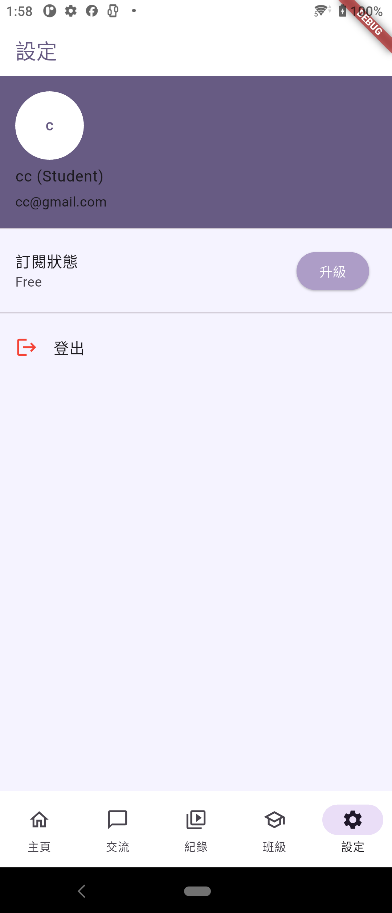 1:58
100%
DEBUG
設定
c
cc (Student)
cc@gmail.com
訂閱狀態
Free
升級
登出
主頁
交流
紀錄
班級
設定